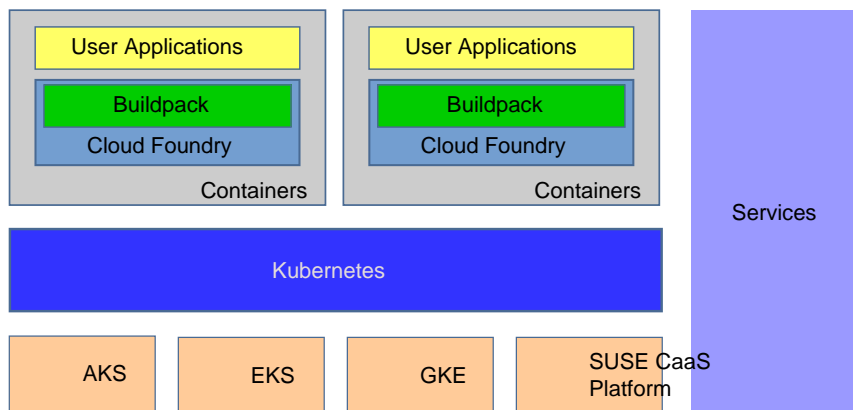 User Applications
User Applications
Buildpack
Buildpack
Cloud Foundry
Cloud Foundry
Containers
Containers
Services
Kubernetes
AKS
EKS
GKE
SUSE CaaS
Platform